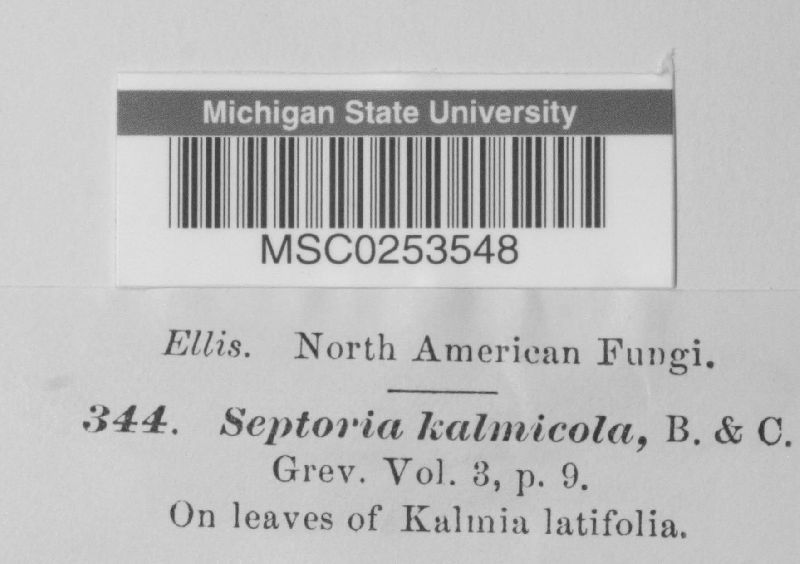 Michigan State University
MSC0253548
Ellis. North American Fungi.
344. Septoria kalmicola, B. & C.
Grev. Vol. 3, p. 9.
On leaves of Kalmia latifolia.